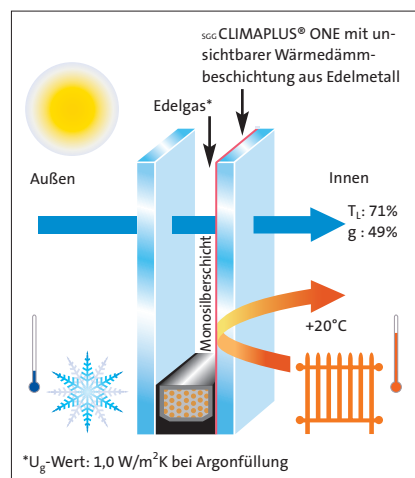 SGG CLIMAPLUS® ONE mit un-
sichtbarer Wärmedämm-
beschichtung aus Edelmetall
Edelgas*
Außen
Innen
TL: 71%
g : 49%
Monosilberschicht
+20°C
*Ug-Wert: 1,0 W/m²K bei Argonfüllung